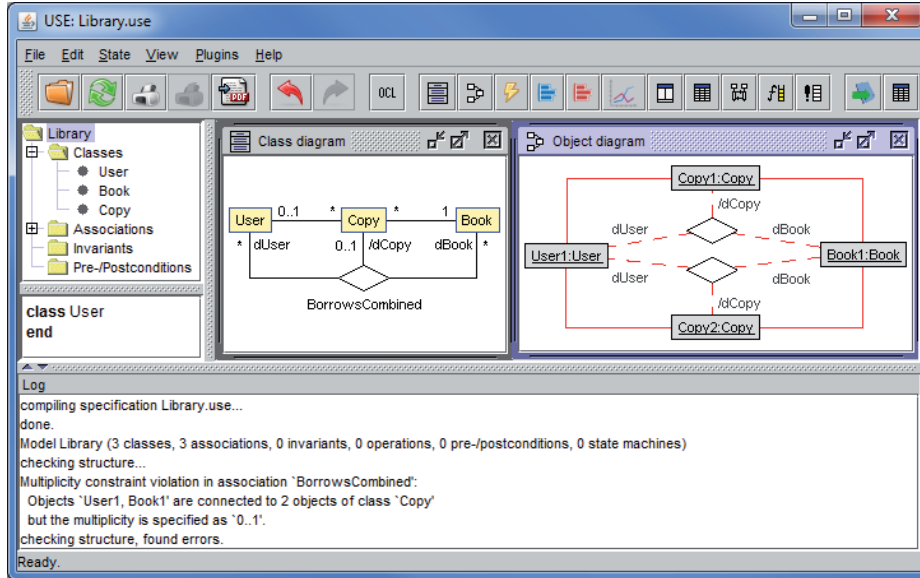 USE: Library.use
File Edit State View Plugins Help
PDF
OCL
Library
Classes
User
Book
Copy
Associations
Invariants
Pre-/Postconditions
class User
end
Class diagram
User 0..1 * Copy * 1 Book
* dUser 0..1 /dCopy dBook *
BorrowsCombined
Object diagram
Copy1:Copy
/dCopy
dUser dBook
User1:User Book1:Book
dUser dBook
/dCopy
Copy2:Copy
Log
compiling specification Library.use...
done.
Model Library (3 classes, 3 associations, 0 invariants, 0 operations, 0 pre-/postconditions, 0 state machines)
checking structure...
Multiplicity constraint violation in association `BorrowsCombined':
Objects `User1, Book1' are connected to 2 objects of class `Copy'
but the multiplicity is specified as `0..1'.
checking structure, found errors.
Ready.